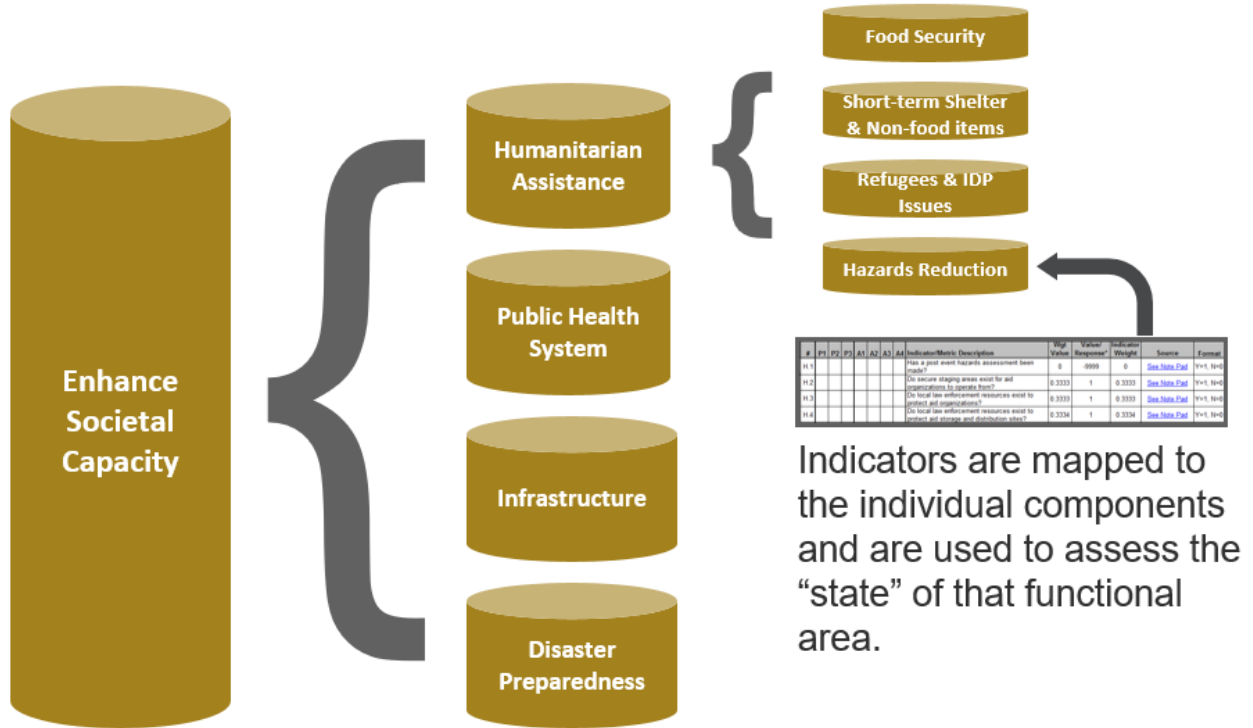 Enhance
Societal
Capacity
Humanitarian
Assistance
Public Health
System
Infrastructure
Disaster
Preparedness
Food Security
Short-term Shelter
& Non-food items
Refugees & IDP
Issues
Hazards Reduction
# P1 P2 P3 A1 A2 A3 A4 Indicator/Metric Description Wgt Value Value/ Response* Indicator Weight Source Format
H.1 Has a post event hazards assessment been made? 0 -9999 0 See Note Pad Y=1, N=0
H.2 Do secure staging areas exist for aid organizations to operate from? 0.3333 1 0.3333 See Note Pad Y=1, N=0
H.3 Do local law enforcement resources exist to protect aid organizations? 0.3333 1 0.3333 See Note Pad Y=1, N=0
H.4 Do local law enforcement resources exist to protect aid storage and distribution sites? 0.3334 1 0.3334 See Note Pad Y=1, N=0
Indicators are mapped to
the individual components
and are used to assess the
“state” of that functional
area.